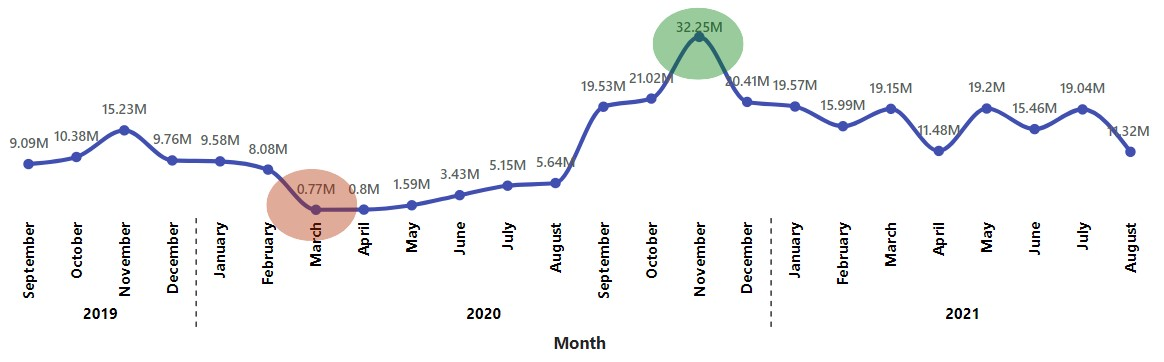 32.25M
19.53M 21.02M 20.41M 19.57M 19.15M 19.2M 19.04M
15.23M 15.99M 15.46M
9.09M 10.38M 9.76M 9.58M 8.08M 11.48M 11.32M
0.77M 0.8M 1.59M 3.43M 5.15M 5.64M
September October November December January February March April May June July August September October November December January February March April May June July August
2019 2020 2021
Month